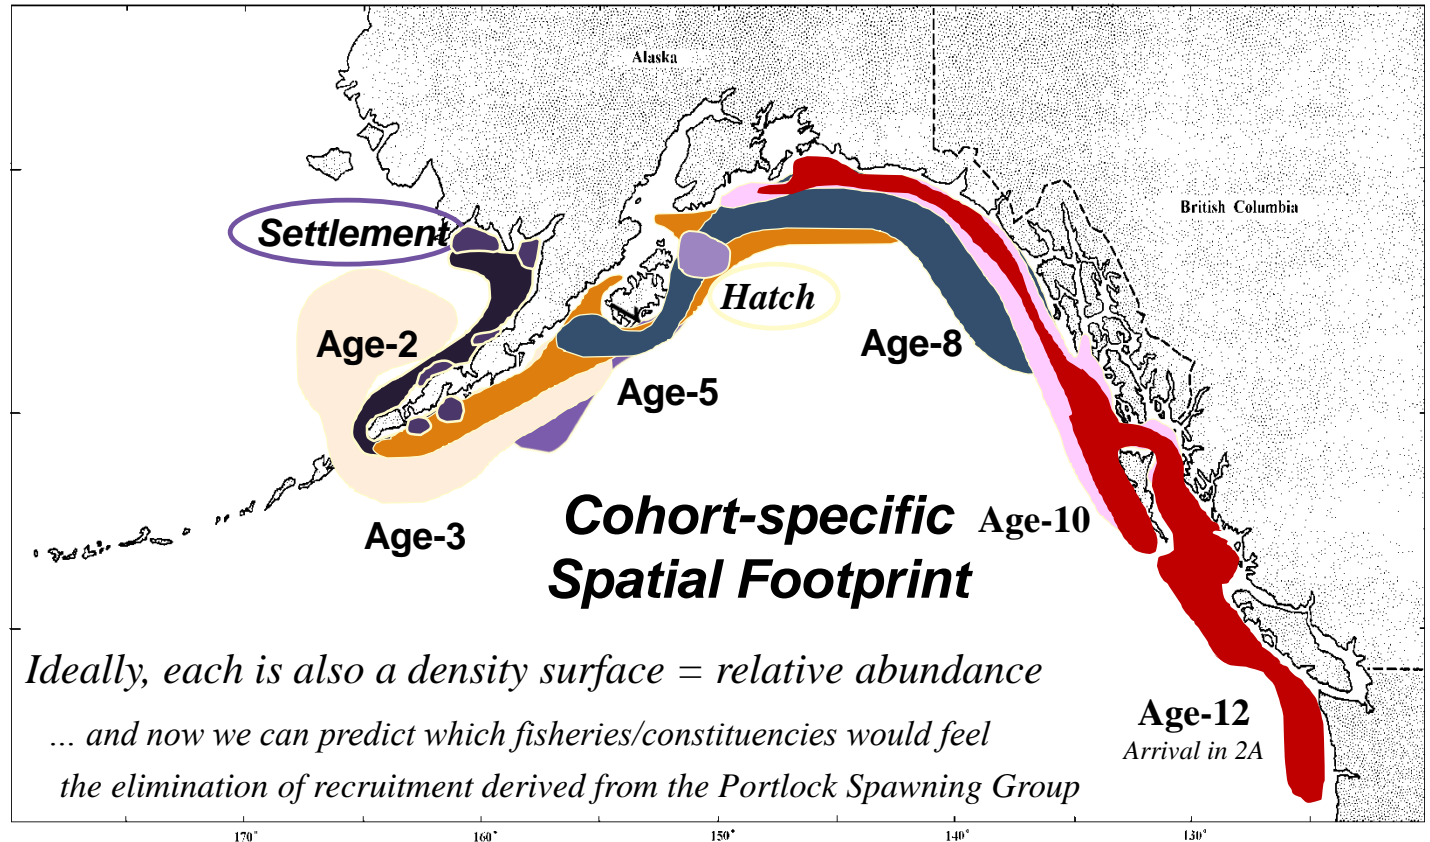 Alaska
British Columbia
Settlement
Hatch
Age-2
Age-8
Age-5
Age-3
Cohort-specific
Spatial Footprint
Age-10
Ideally, each is also a density surface = relative abundance
... and now we can predict which fisheries/constituencies would feel
the elimination of recruitment derived from the Portlock Spawning Group
Age-12
Arrival in 2A
170° 160° 150° 140° 130°